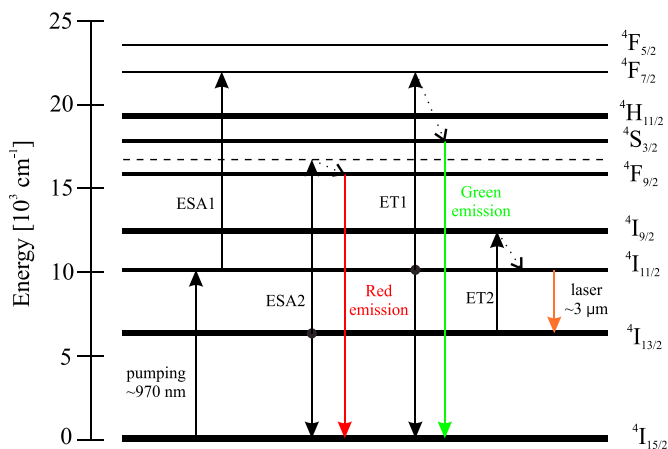 25
20
15
10
5
0
Energy [10³ cm⁻¹]
⁴F₅/₂
⁴F₇/₂
⁴H₁₁/₂
⁴S₃/₂
⁴F₉/₂
⁴I₉/₂
⁴I₁₁/₂
⁴I₁₃/₂
⁴I₁₅/₂
ESA1
ET1
Green
emission
ESA2
Red
emission
ET2
laser
~3 µm
pumping
~970 nm